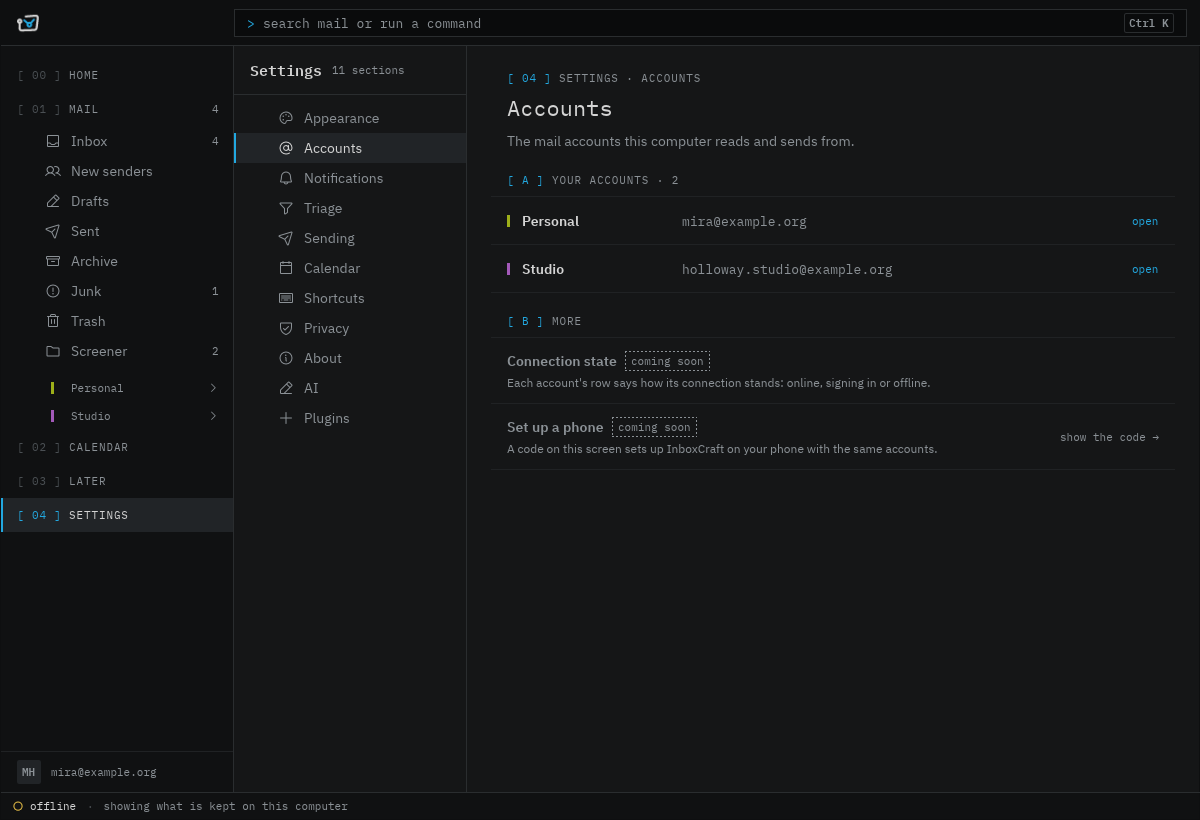 > search mail or run a command Ctrl K
[ 00 ] HOME
[ 01 ] MAIL 4
Inbox 4
New senders
Drafts
Sent
Archive
Junk 1
Trash
Screener 2
Personal
Studio
[ 02 ] CALENDAR
[ 03 ] LATER
[ 04 ] SETTINGS
MH mira@example.org
Settings 11 sections
Appearance
Accounts
Notifications
Triage
Sending
Calendar
Shortcuts
Privacy
About
AI
Plugins
[ 04 ] SETTINGS · ACCOUNTS
Accounts
The mail accounts this computer reads and sends from.
[ A ] YOUR ACCOUNTS · 2
Personal mira@example.org open
Studio holloway.studio@example.org open
[ B ] MORE
Connection state coming soon
Each account's row says how its connection stands: online, signing in or offline.
Set up a phone coming soon
A code on this screen sets up InboxCraft on your phone with the same accounts.
show the code →
offline · showing what is kept on this computer